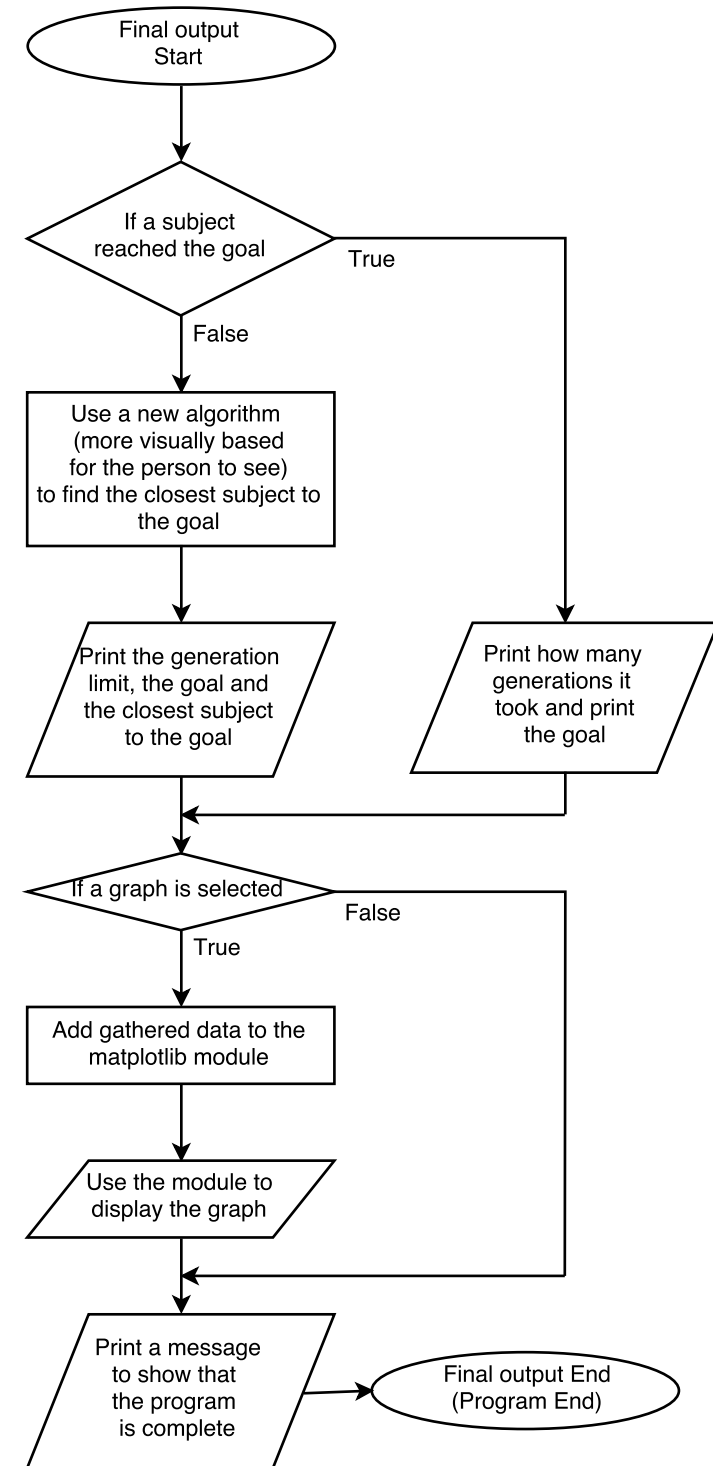 Final output
Start
If a subject
reached the goal
True
False
Use a new algorithm
(more visually based
for the person to see)
to find the closest subject to
the goal
Print the generation
limit, the goal and
the closest subject
to the goal
Print how many
generations it
took and print
the goal
If a graph is selected
False
True
Add gathered data to the
matplotlib module
Use the module to
display the graph
Print a message
to show that
the program
is complete
Final output End
(Program End)